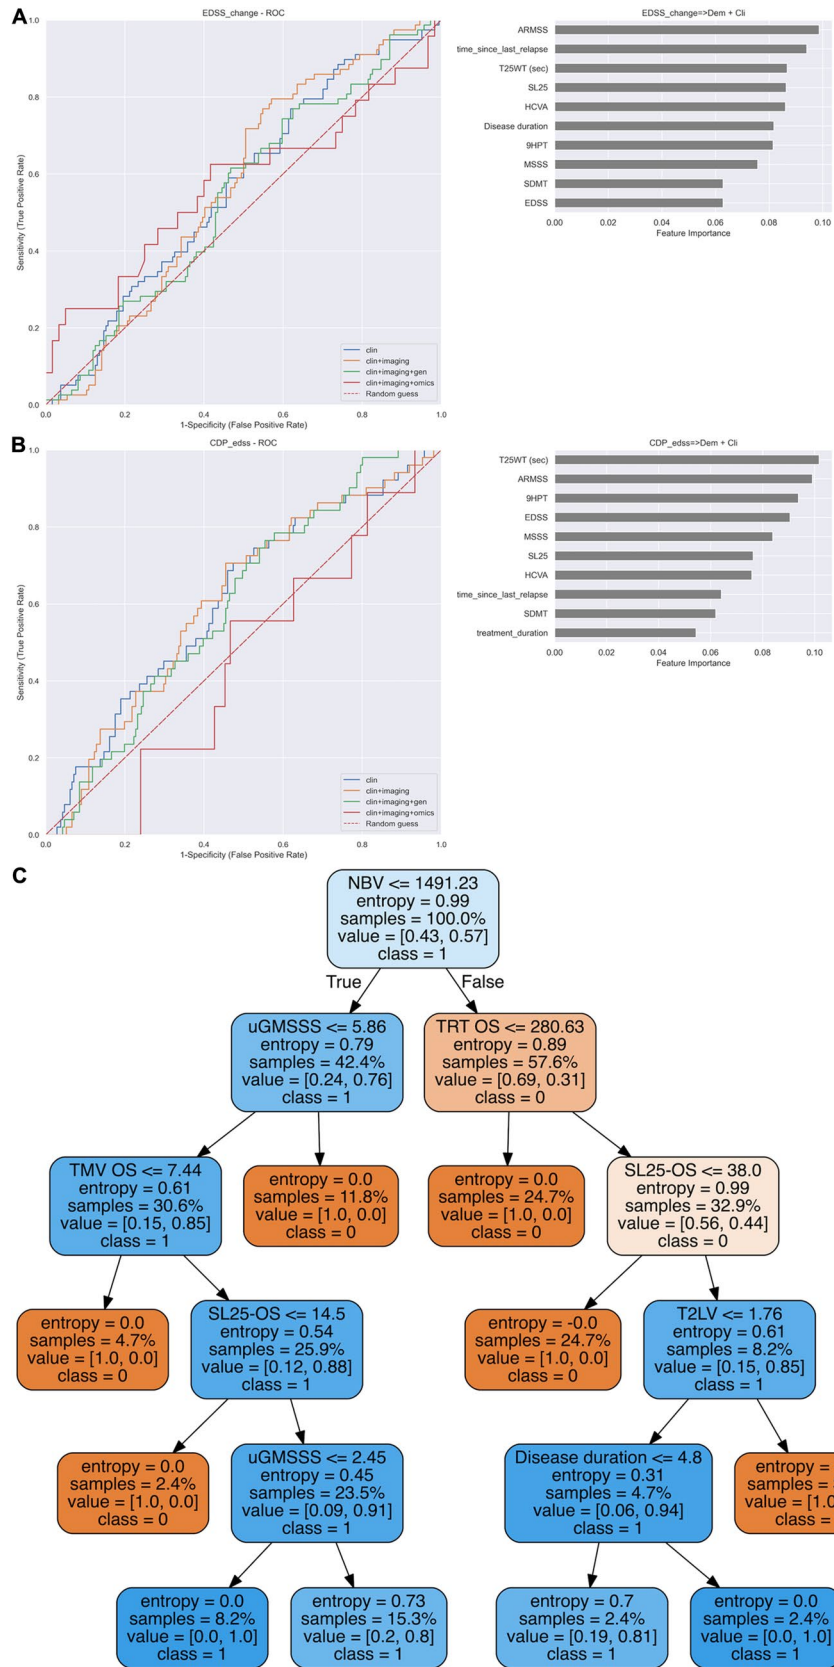 A
EDSS_change - ROC
1.0
0.8
0.6
0.4
0.2
0.0
Sensitivity (True Positive Rate)
clin
clin+imaging
clin+imaging+gen
clin+imaging+omics
Random guess
0.0 0.2 0.4 0.6 0.8 1.0
1-Specificity (False Positive Rate)
EDSS_change=>Dem + Cli
ARMSS
time_since_last_relapse
T25WT (sec)
SL25
HCVA
Disease duration
9HPT
MSSS
SDMT
EDSS
0.00 0.02 0.04 0.06 0.08 0.10
Feature Importance
B
CDP_edss - ROC
1.0
0.8
0.6
0.4
0.2
0.0
Sensitivity (True Positive Rate)
clin
clin+imaging
clin+imaging+gen
clin+imaging+omics
Random guess
0.0 0.2 0.4 0.6 0.8 1.0
1-Specificity (False Positive Rate)
CDP_edss=>Dem + Cli
T25WT (sec)
ARMSS
9HPT
EDSS
MSSS
SL25
HCVA
time_since_last_relapse
SDMT
treatment_duration
0.00 0.02 0.04 0.06 0.08 0.10
Feature Importance
C
NBV <= 1491.23
entropy = 0.99
samples = 100.0%
value = [0.43, 0.57]
class = 1
True
False
uGMSSS <= 5.86
entropy = 0.79
samples = 42.4%
value = [0.24, 0.76]
class = 1
TRT OS <= 280.63
entropy = 0.89
samples = 57.6%
value = [0.69, 0.31]
class = 0
TMV OS <= 7.44
entropy = 0.61
samples = 30.6%
value = [0.15, 0.85]
class = 1
entropy = 0.0
samples = 11.8%
value = [1.0, 0.0]
class = 0
entropy = 0.0
samples = 24.7%
value = [1.0, 0.0]
class = 0
SL25-OS <= 38.0
entropy = 0.99
samples = 32.9%
value = [0.56, 0.44]
class = 0
entropy = 0.0
samples = 4.7%
value = [1.0, 0.0]
class = 0
SL25-OS <= 14.5
entropy = 0.54
samples = 25.9%
value = [0.12, 0.88]
class = 1
entropy = -0.0
samples = 24.7%
value = [1.0, 0.0]
class = 0
T2LV <= 1.76
entropy = 0.61
samples = 8.2%
value = [0.15, 0.85]
class = 1
entropy = 0.0
samples = 2.4%
value = [1.0, 0.0]
class = 0
uGMSSS <= 2.45
entropy = 0.45
samples = 23.5%
value = [0.09, 0.91]
class = 1
Disease duration <= 4.8
entropy = 0.31
samples = 4.7%
value = [0.06, 0.94]
class = 1
entropy =
samples =
value = [1.0
class =
entropy = 0.0
samples = 8.2%
value = [0.0, 1.0]
class = 1
entropy = 0.73
samples = 15.3%
value = [0.2, 0.8]
class = 1
entropy = 0.7
samples = 2.4%
value = [0.19, 0.81]
class = 1
entropy = 0.0
samples = 2.4%
value = [0.0, 1.0]
class = 1